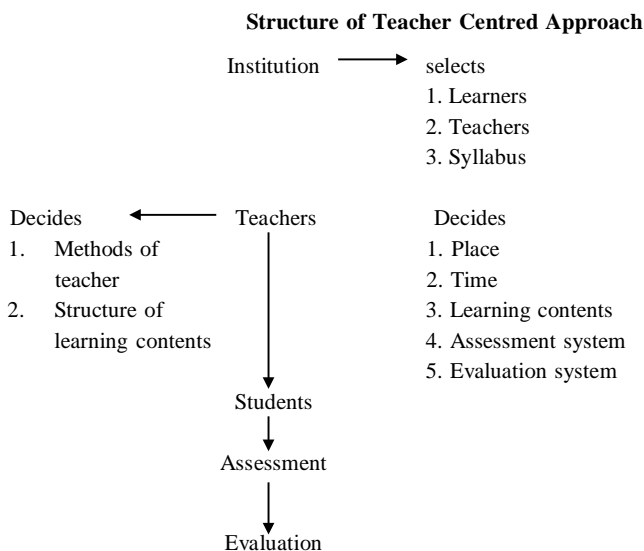 Structure of Teacher Centred Approach
Institution
selects
1. Learners
2. Teachers
3. Syllabus
Decides
1. Methods of
teacher
2. Structure of
learning contents
Teachers
Decides
1. Place
2. Time
3. Learning contents
4. Assessment system
5. Evaluation system
Students
Assessment
Evaluation